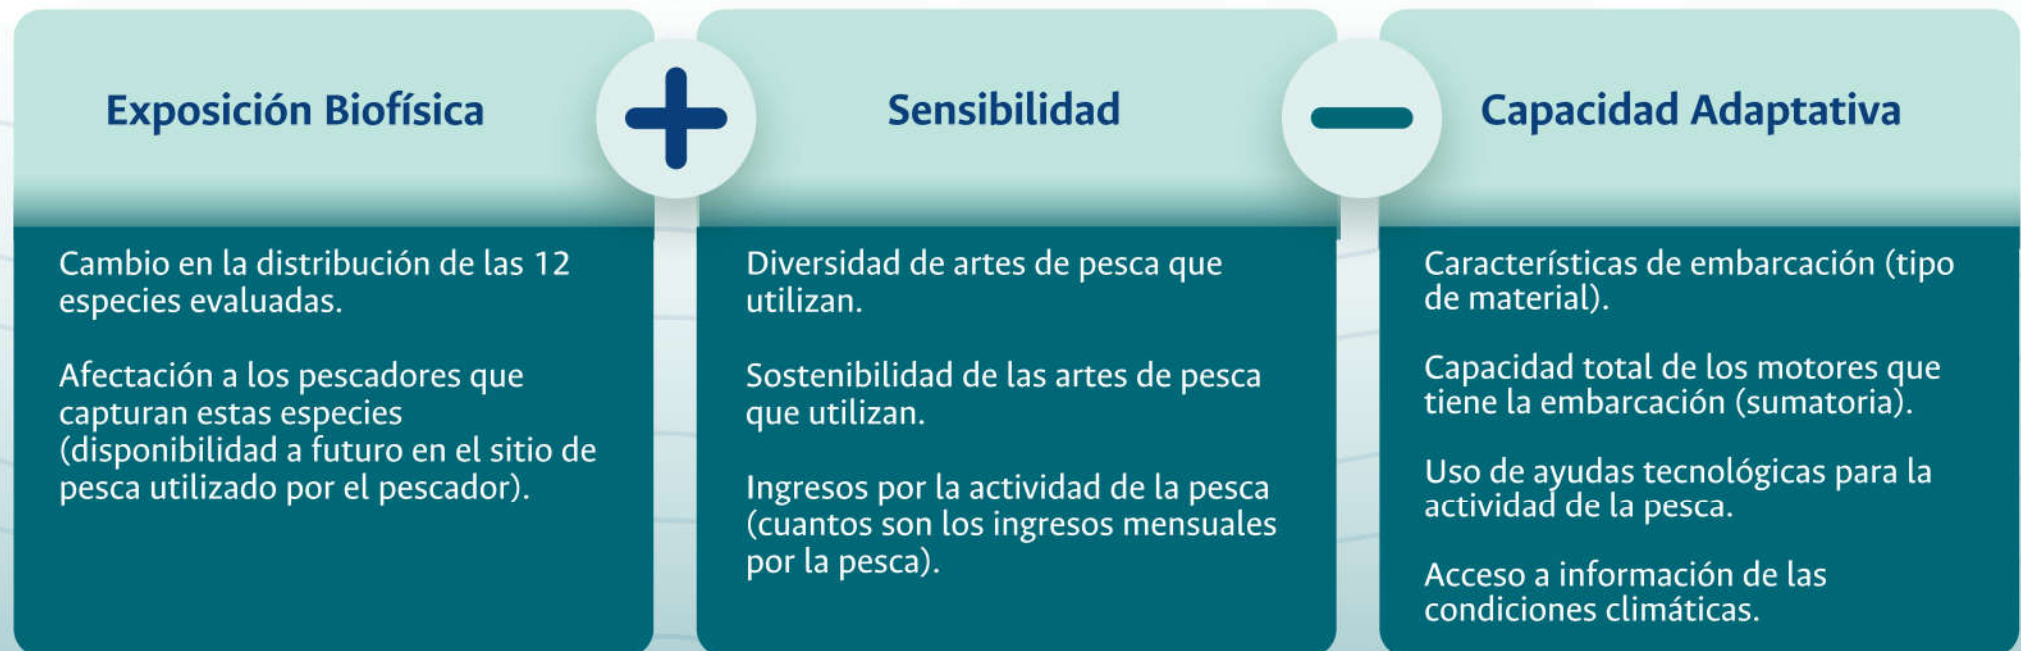 Exposición Biofísica
Cambio en la distribución de las 12
especies evaluadas.
Afectación a los pescadores que
capturan estas especies
(disponibilidad a futuro en el sitio de
pesca utilizado por el pescador).
+
Sensibilidad
Diversidad de artes de pesca que
utilizan.
Sostenibilidad de las artes de pesca
que utilizan.
Ingresos por la actividad de la pesca
(cuantos son los ingresos mensuales
por la pesca).
−
Capacidad Adaptativa
Características de embarcación (tipo
de material).
Capacidad total de los motores que
tiene la embarcación (sumatoria).
Uso de ayudas tecnológicas para la
actividad de la pesca.
Acceso a información de las
condiciones climáticas.